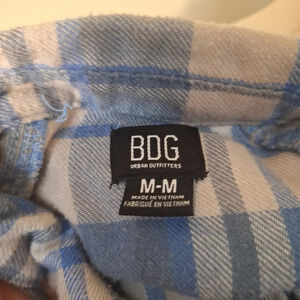 BDG
URBAN OUTFITTERS
M-M
MADE IN VIETNAM
FABRIQUÉ EN VIETNAM